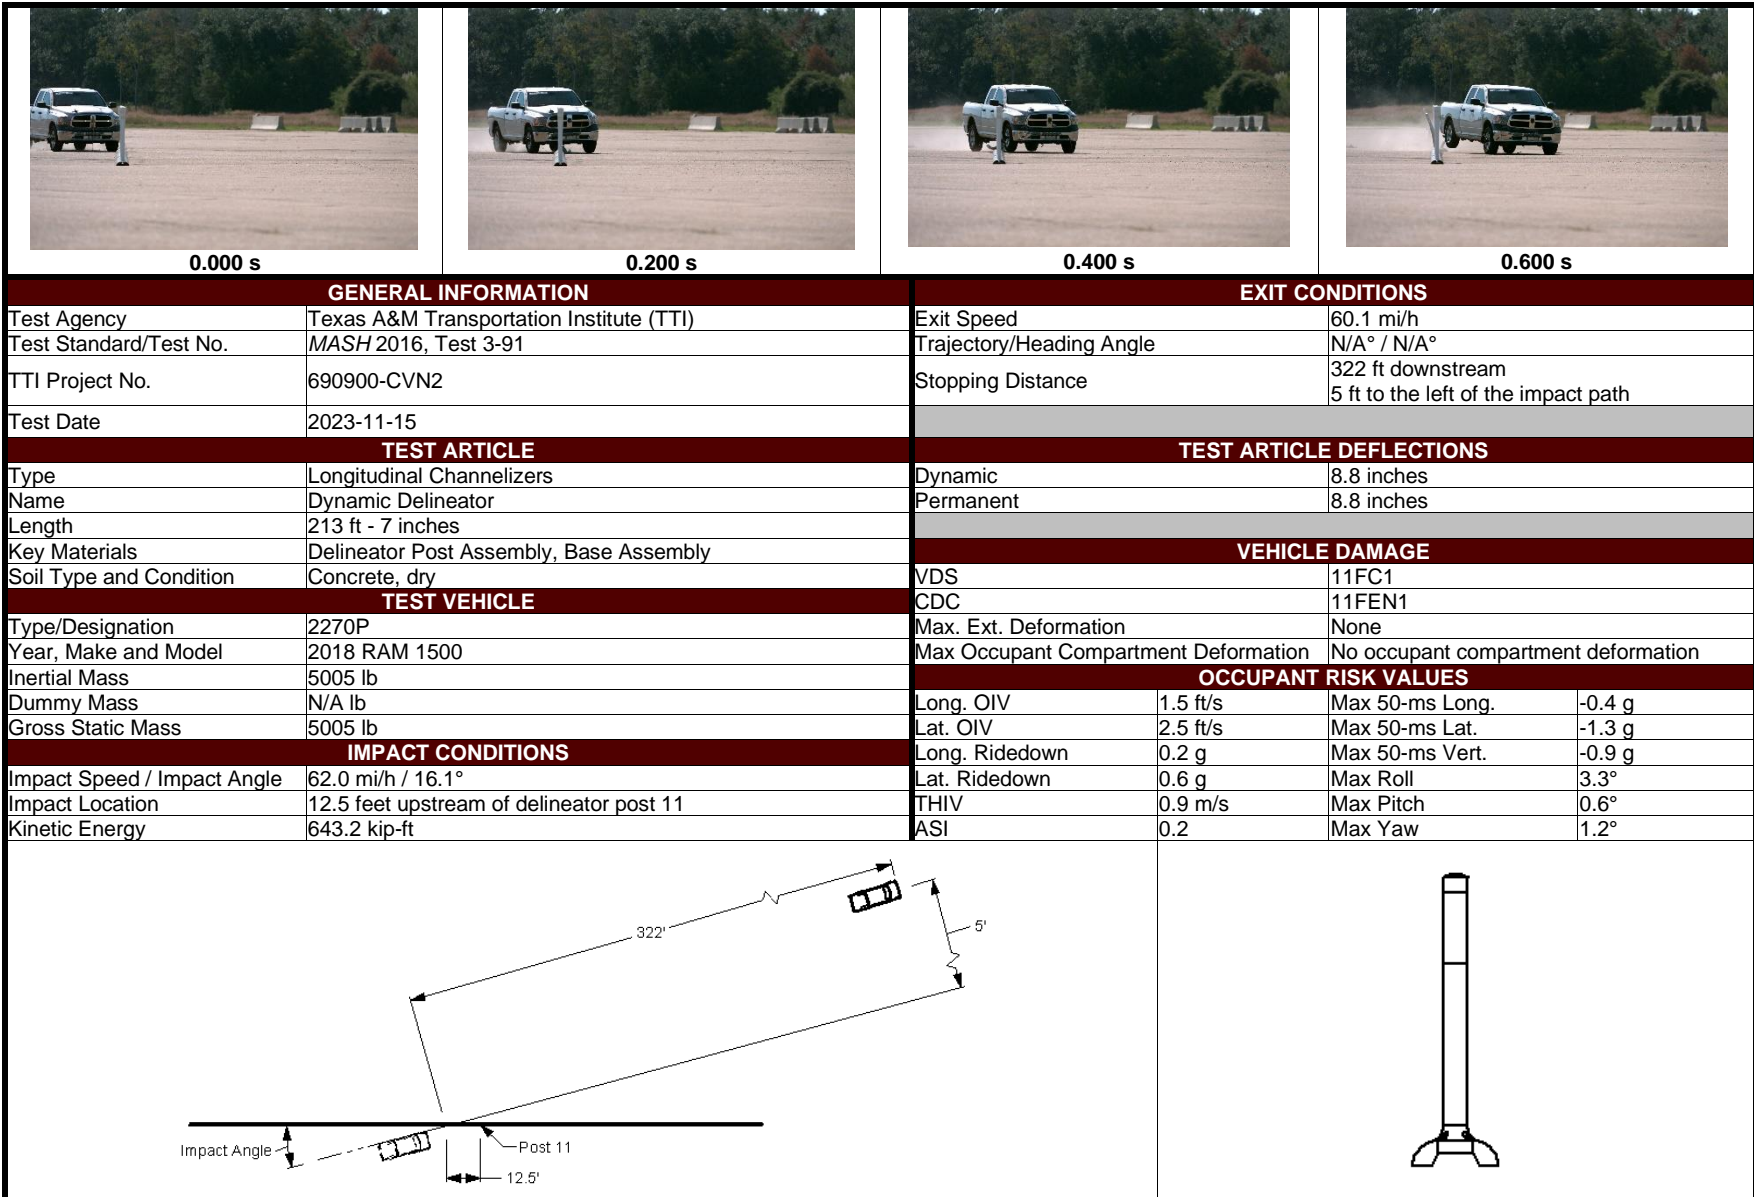 0.000 s 0.200 s 0.400 s 0.600 s
GENERAL INFORMATION
Test Agency Texas A&M Transportation Institute (TTI)
Test Standard/Test No. MASH 2016, Test 3-91
TTI Project No. 690900-CVN2
Test Date 2023-11-15
TEST ARTICLE
Type Longitudinal Channelizers
Name Dynamic Delineator
Length 213 ft - 7 inches
Key Materials Delineator Post Assembly, Base Assembly
Soil Type and Condition Concrete, dry
TEST VEHICLE
Type/Designation 2270P
Year, Make and Model 2018 RAM 1500
Inertial Mass 5005 lb
Dummy Mass N/A lb
Gross Static Mass 5005 lb
IMPACT CONDITIONS
Impact Speed / Impact Angle 62.0 mi/h / 16.1°
Impact Location 12.5 feet upstream of delineator post 11
Kinetic Energy 643.2 kip-ft
EXIT CONDITIONS
Exit Speed 60.1 mi/h
Trajectory/Heading Angle N/A° / N/A°
Stopping Distance 322 ft downstream
5 ft to the left of the impact path
TEST ARTICLE DEFLECTIONS
Dynamic 8.8 inches
Permanent 8.8 inches
VEHICLE DAMAGE
VDS 11FC1
CDC 11FEN1
Max. Ext. Deformation None
Max Occupant Compartment Deformation No occupant compartment deformation
OCCUPANT RISK VALUES
Long. OIV 1.5 ft/s Max 50-ms Long. -0.4 g
Lat. OIV 2.5 ft/s Max 50-ms Lat. -1.3 g
Long. Ridedown 0.2 g Max 50-ms Vert. -0.9 g
Lat. Ridedown 0.6 g Max Roll 3.3°
THIV 0.9 m/s Max Pitch 0.6°
ASI 0.2 Max Yaw 1.2°
322'
5'
Impact Angle
Post 11
12.5'